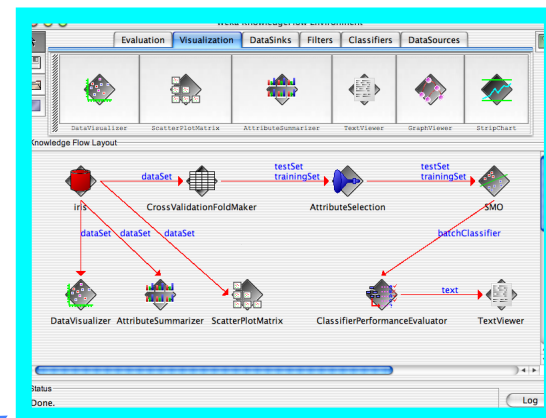 Weka KnowledgeFlow Environment
Evaluation Visualization DataSinks Filters Classifiers DataSources
DataVisualizer ScatterPlotMatrix AttributeSummarizer TextViewer GraphViewer StripChart
Knowledge Flow Layout
dataSet testSet testSet
trainingSet trainingSet
iris CrossValidationFoldMaker AttributeSelection SMO
dataSet dataSet dataSet batchClassifier
text
DataVisualizer AttributeSummarizer ScatterPlotMatrix ClassifierPerformanceEvaluator TextViewer
Status
Done. Log